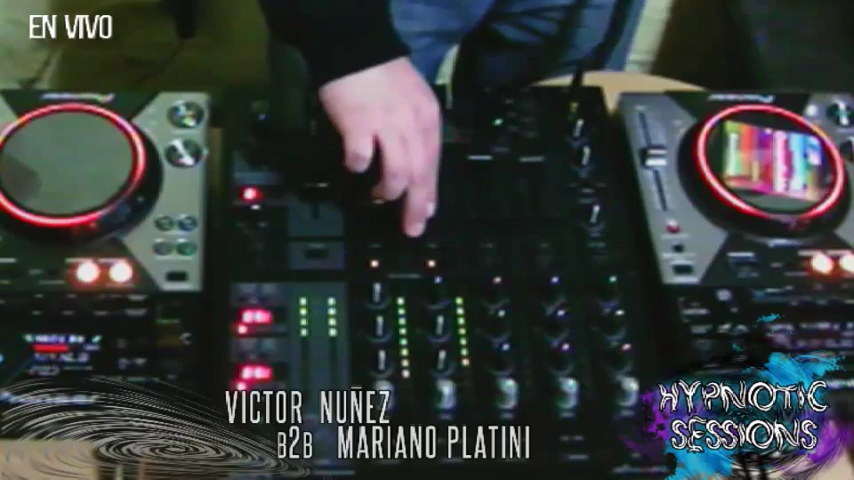 EN VIVO
VICTOR NUÑEZ
B2B MARIANO PLATINI
HYPNOTIC
SESSIONS